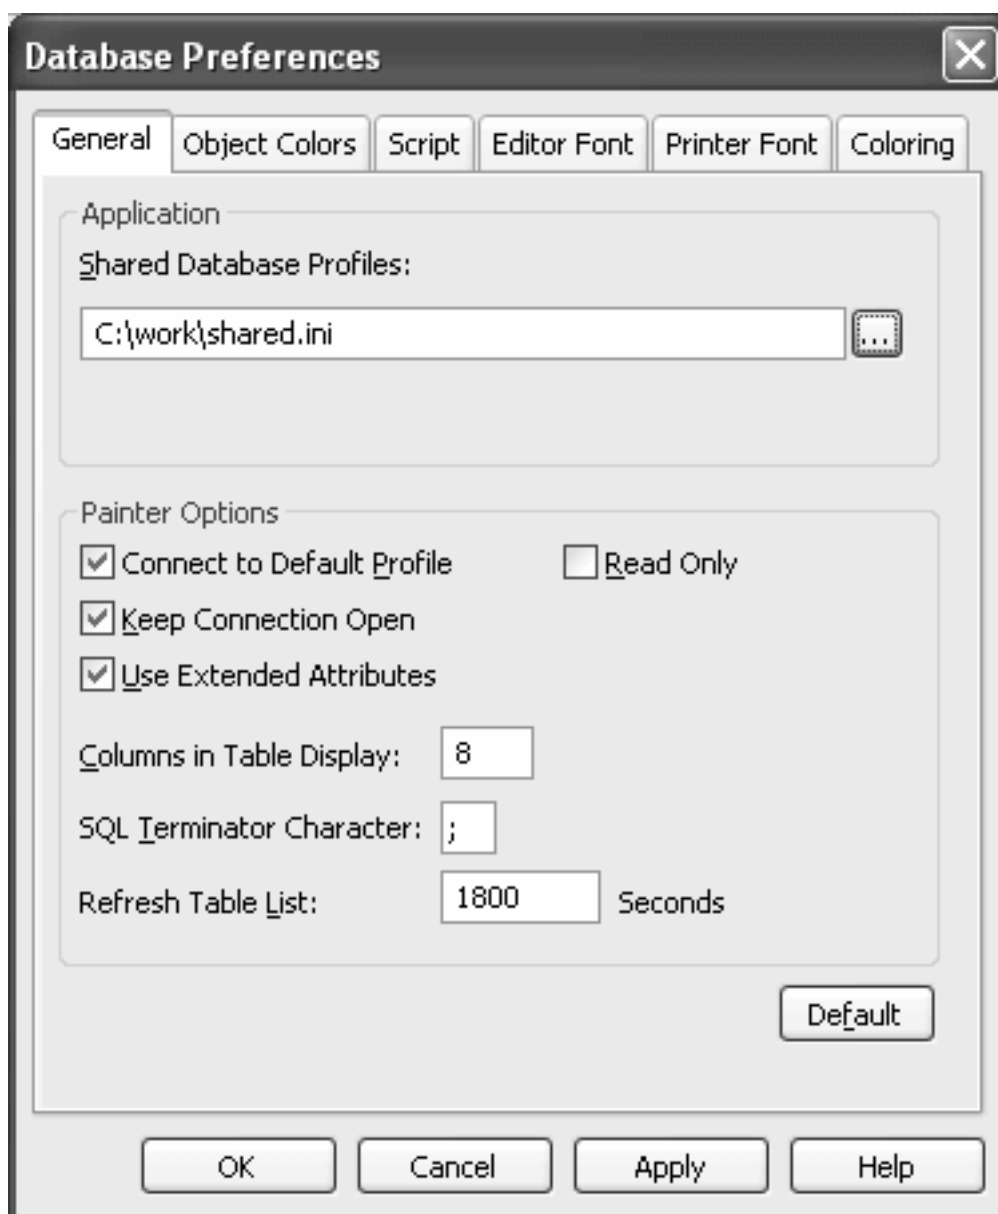 Database Preferences
General Object Colors Script Editor Font Printer Font Coloring
Application
Shared Database Profiles:
C:\work\shared.ini
...
Painter Options
Connect to Default Profile Read Only
Keep Connection Open
Use Extended Attributes
Columns in Table Display: 8
SQL Terminator Character: ;
Refresh Table List: 1800 Seconds
Default
OK Cancel Apply Help